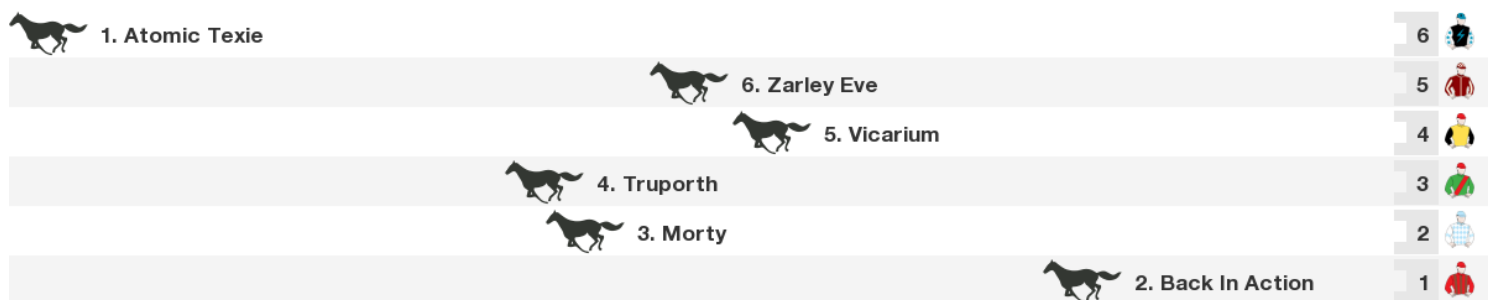 1. Atomic Texie 6
6. Zarley Eve 5
5. Vicarium 4
4. Truporth 3
3. Morty 2
2. Back In Action 1